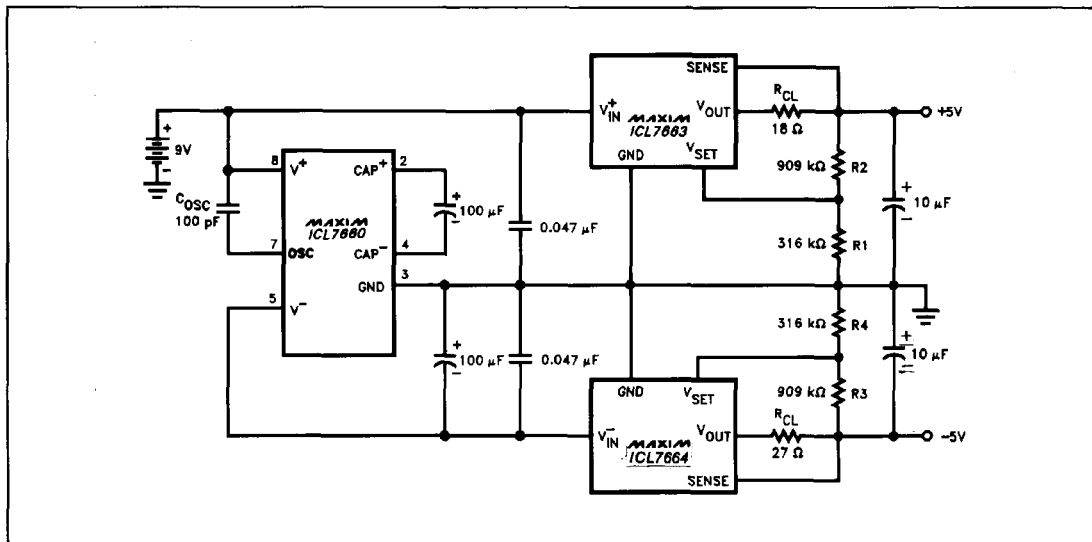 SENSE
V+IN
MAXIM
ICL7663
VOUT
RCL
18 Ω
+5V
GND
VSET
909 kΩ
R2
+
10 μF
-
316 kΩ
R1
+
9V
-
8
V+
CAP+
2
+
100 μF
-
COSC
100 pF
MAXIM
ICL7660
0.047 μF
7
OSC
CAP-
4
GND
3
5
V-
+
100 μF
-
0.047 μF
316 kΩ
R4
+
10 μF
GND
VSET
909 kΩ
R3
V-IN
MAXIM
ICL7664
VOUT
RCL
27 Ω
-5V
SENSE